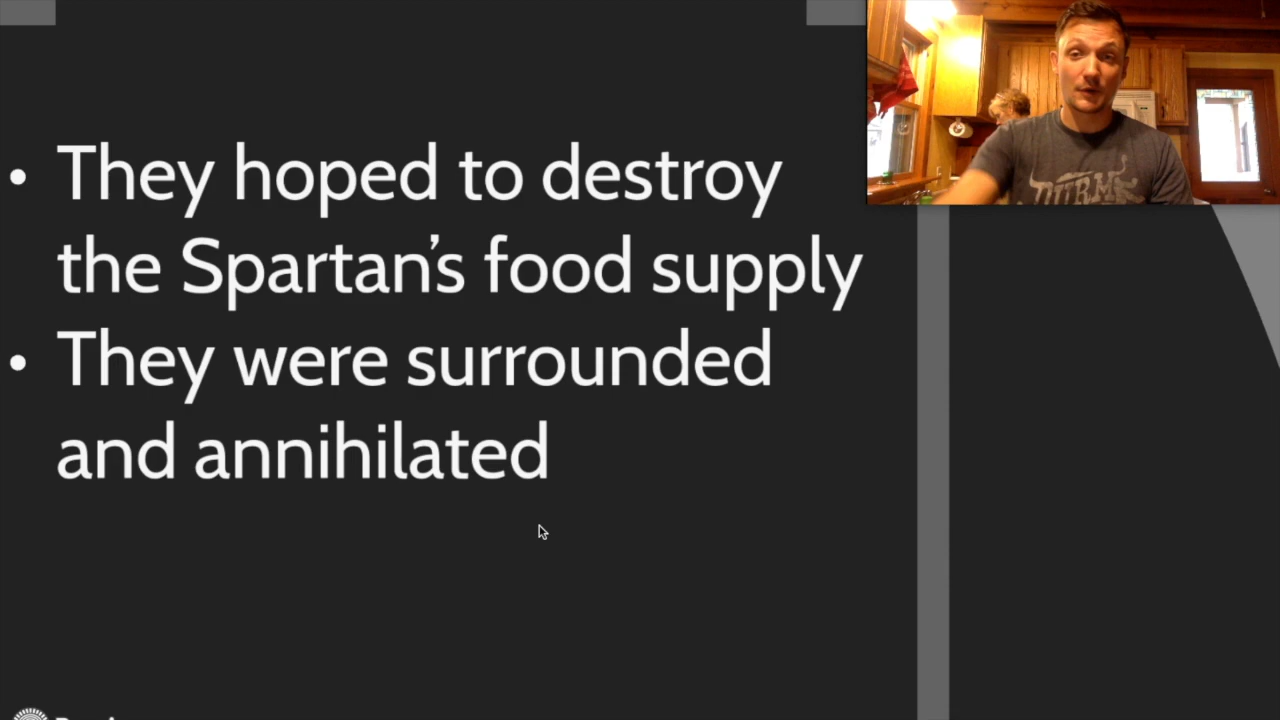 • They hoped to destroy
the Spartan’s food supply
• They were surrounded
and annihilated